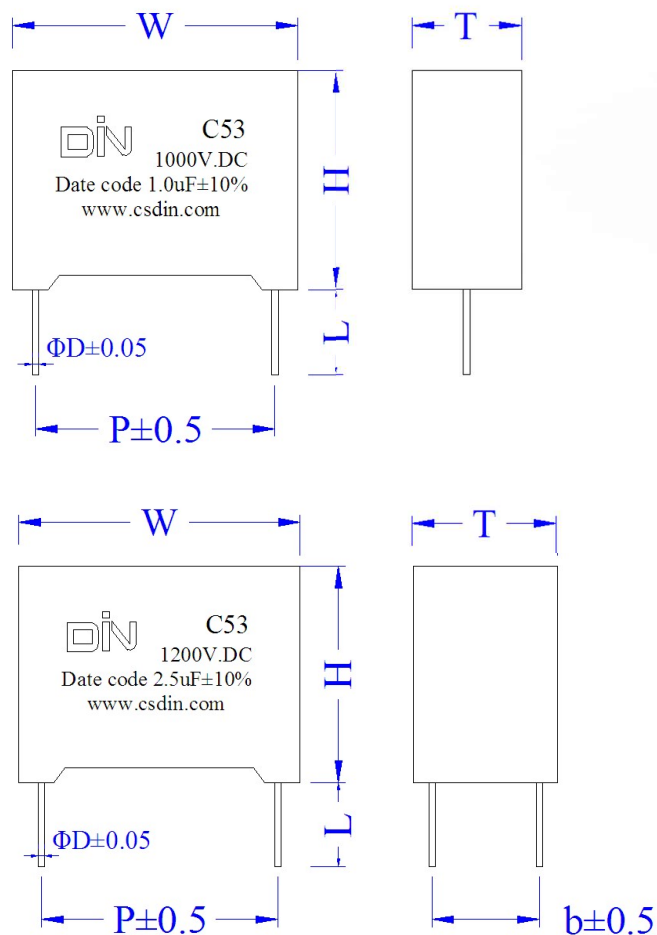 W
T
DiN
C53
1000V.DC
Date code 1.0uF±10%
www.csdin.com
H
L
ΦD±0.05
P±0.5
W
T
DiN
C53
1200V.DC
Date code 2.5uF±10%
www.csdin.com
H
L
ΦD±0.05
P±0.5
b±0.5